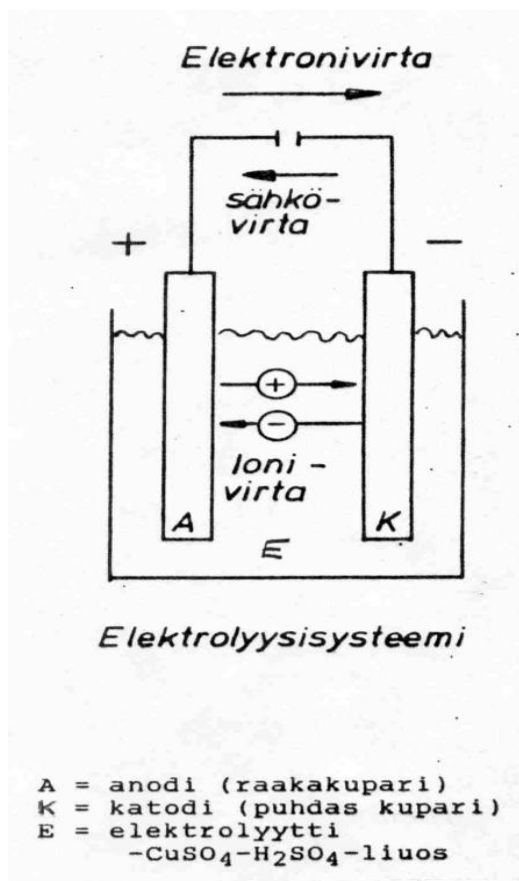 Elektronivirta
sähkö-
virta
+
−
+
−
Ioni-
virta
A
K
E
Elektrolyysisysteemi
A = anodi (raakakupari)
K = katodi (puhdas kupari)
E = elektrolyytti
-CuSO₄-H₂SO₄-liuos